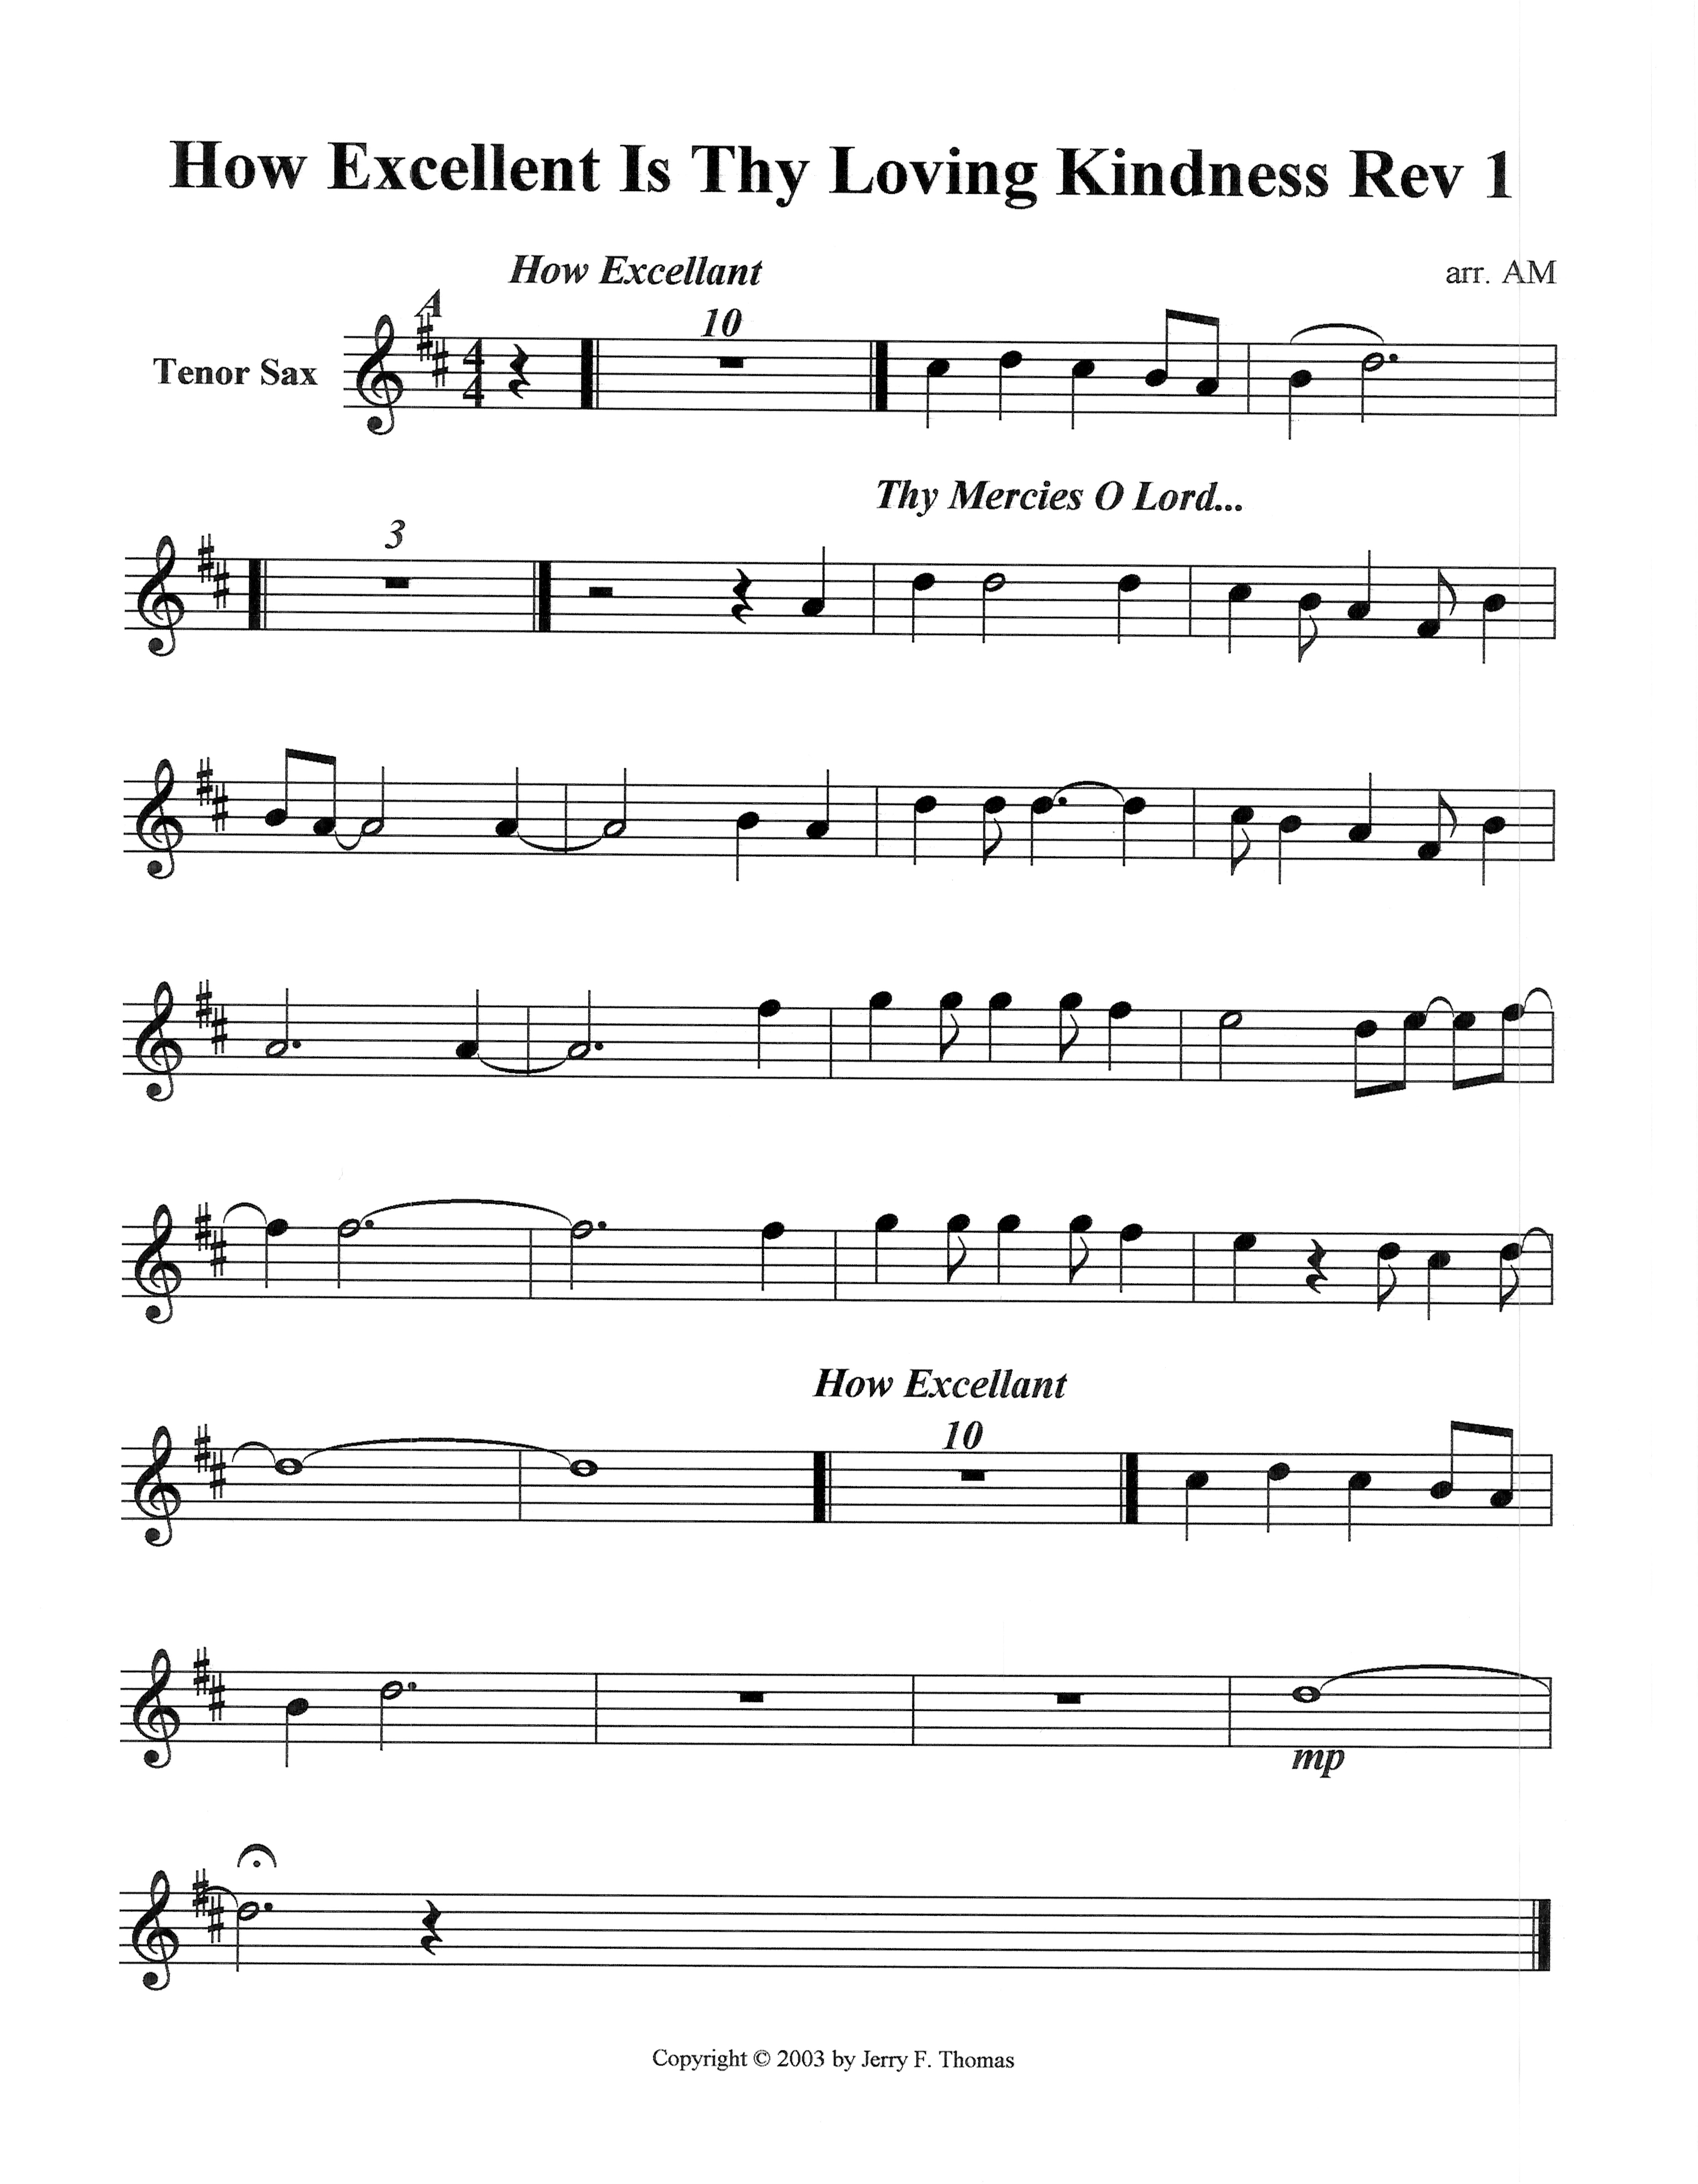 How Excellent Is Thy Loving Kindness Rev 1
How Excellant
arr. AM
A
10
Tenor Sax
4
4
Thy Mercies O Lord...
3
How Excellant
10
mp
Copyright © 2003 by Jerry F. Thomas